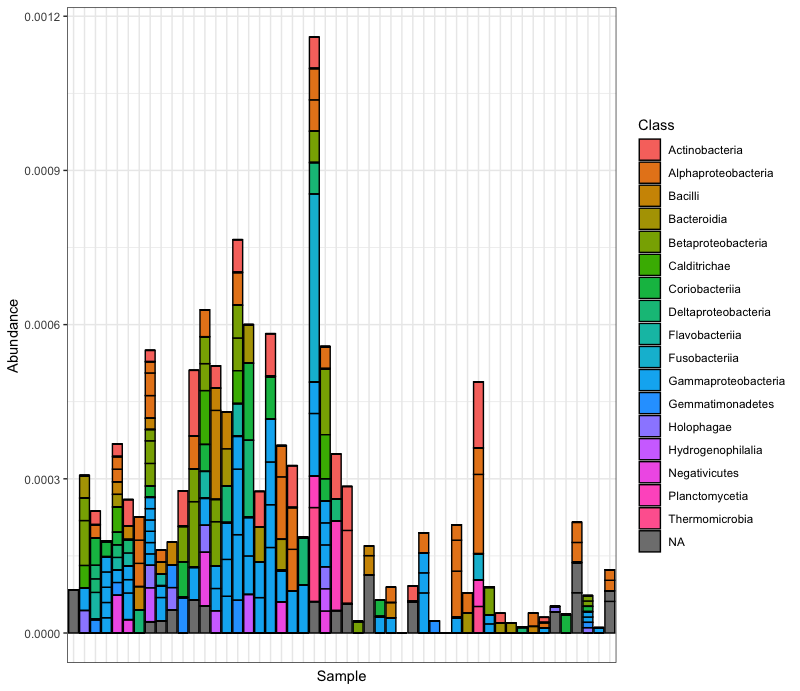 0.0012
0.0009
0.0006
0.0003
0.0000
Abundance
Sample
Class
Actinobacteria
Alphaproteobacteria
Bacilli
Bacteroidia
Betaproteobacteria
Calditrichae
Coriobacteriia
Deltaproteobacteria
Flavobacteriia
Fusobacteriia
Gammaproteobacteria
Gemmatimonadetes
Holophagae
Hydrogenophilalia
Negativicutes
Planctomycetia
Thermomicrobia
NA